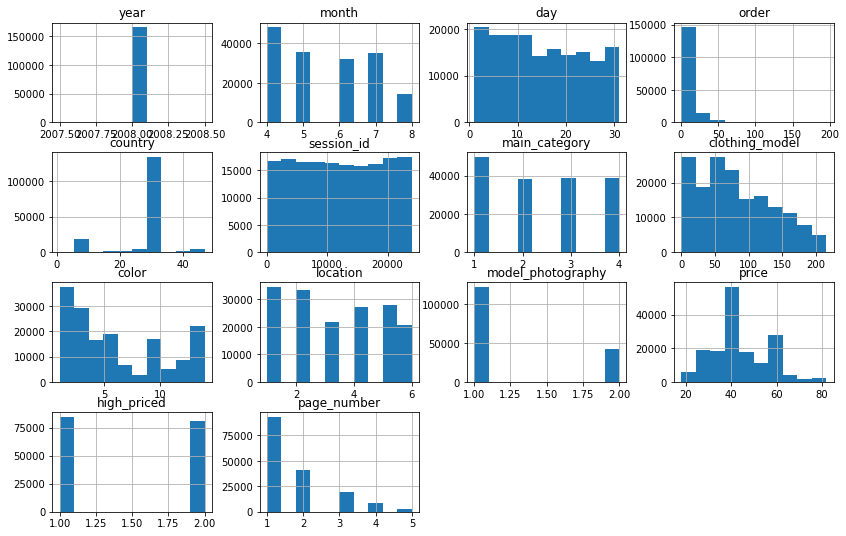 year month day order
150000 125000 100000 75000 50000 25000 0
2007.50 2007.75 2008.00 2008.25 2008.50
40000 20000 0
4 5 6 7 8
20000 10000 0
0 10 20 30
150000 100000 50000 0
0 50 100 150 200
country session_id main_category clothing_model
100000 50000 0
0 20 40
15000 10000 5000 0
0 10000 20000
40000 20000 0
1 2 3 4
20000 10000 0
0 50 100 150 200
color location model_photography price
30000 20000 10000 0
5 10
30000 20000 10000 0
2 4 6
100000 50000 0
1.00 1.25 1.50 1.75 2.00
40000 20000 0
20 40 60 80
high_priced page_number
75000 50000 25000 0
1.00 1.25 1.50 1.75 2.00
75000 50000 25000 0
1 2 3 4 5